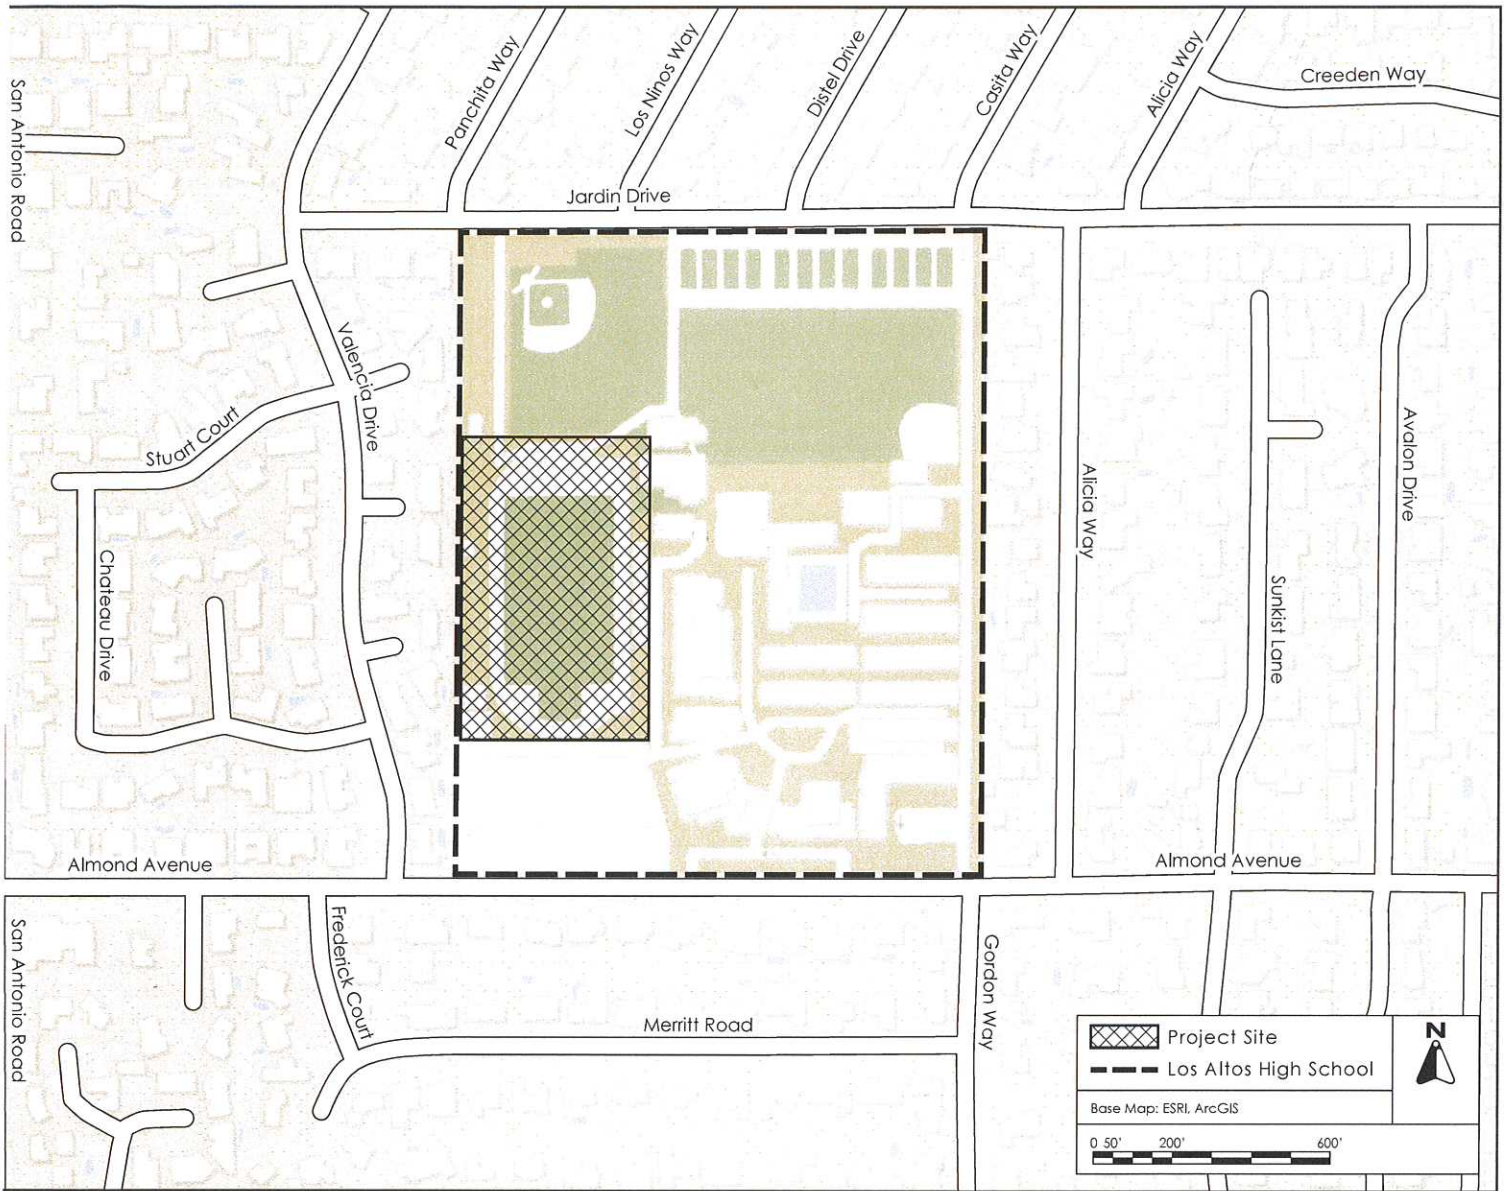 Panchita Way
Los Ninos Way
Distel Drive
Casita Way
Alicia Way
Creeden Way
San Antonio Road
Jardin Drive
Valencia Drive
Stuart Court
Chateau Drive
Alicia Way
Avalon Drive
Sunkist Lane
Almond Avenue
Almond Avenue
San Antonio Road
Frederick Court
Merritt Road
Gordon Way
Project Site
Los Altos High School
N
Base Map: ESRI, ArcGIS
0 50' 200' 600'